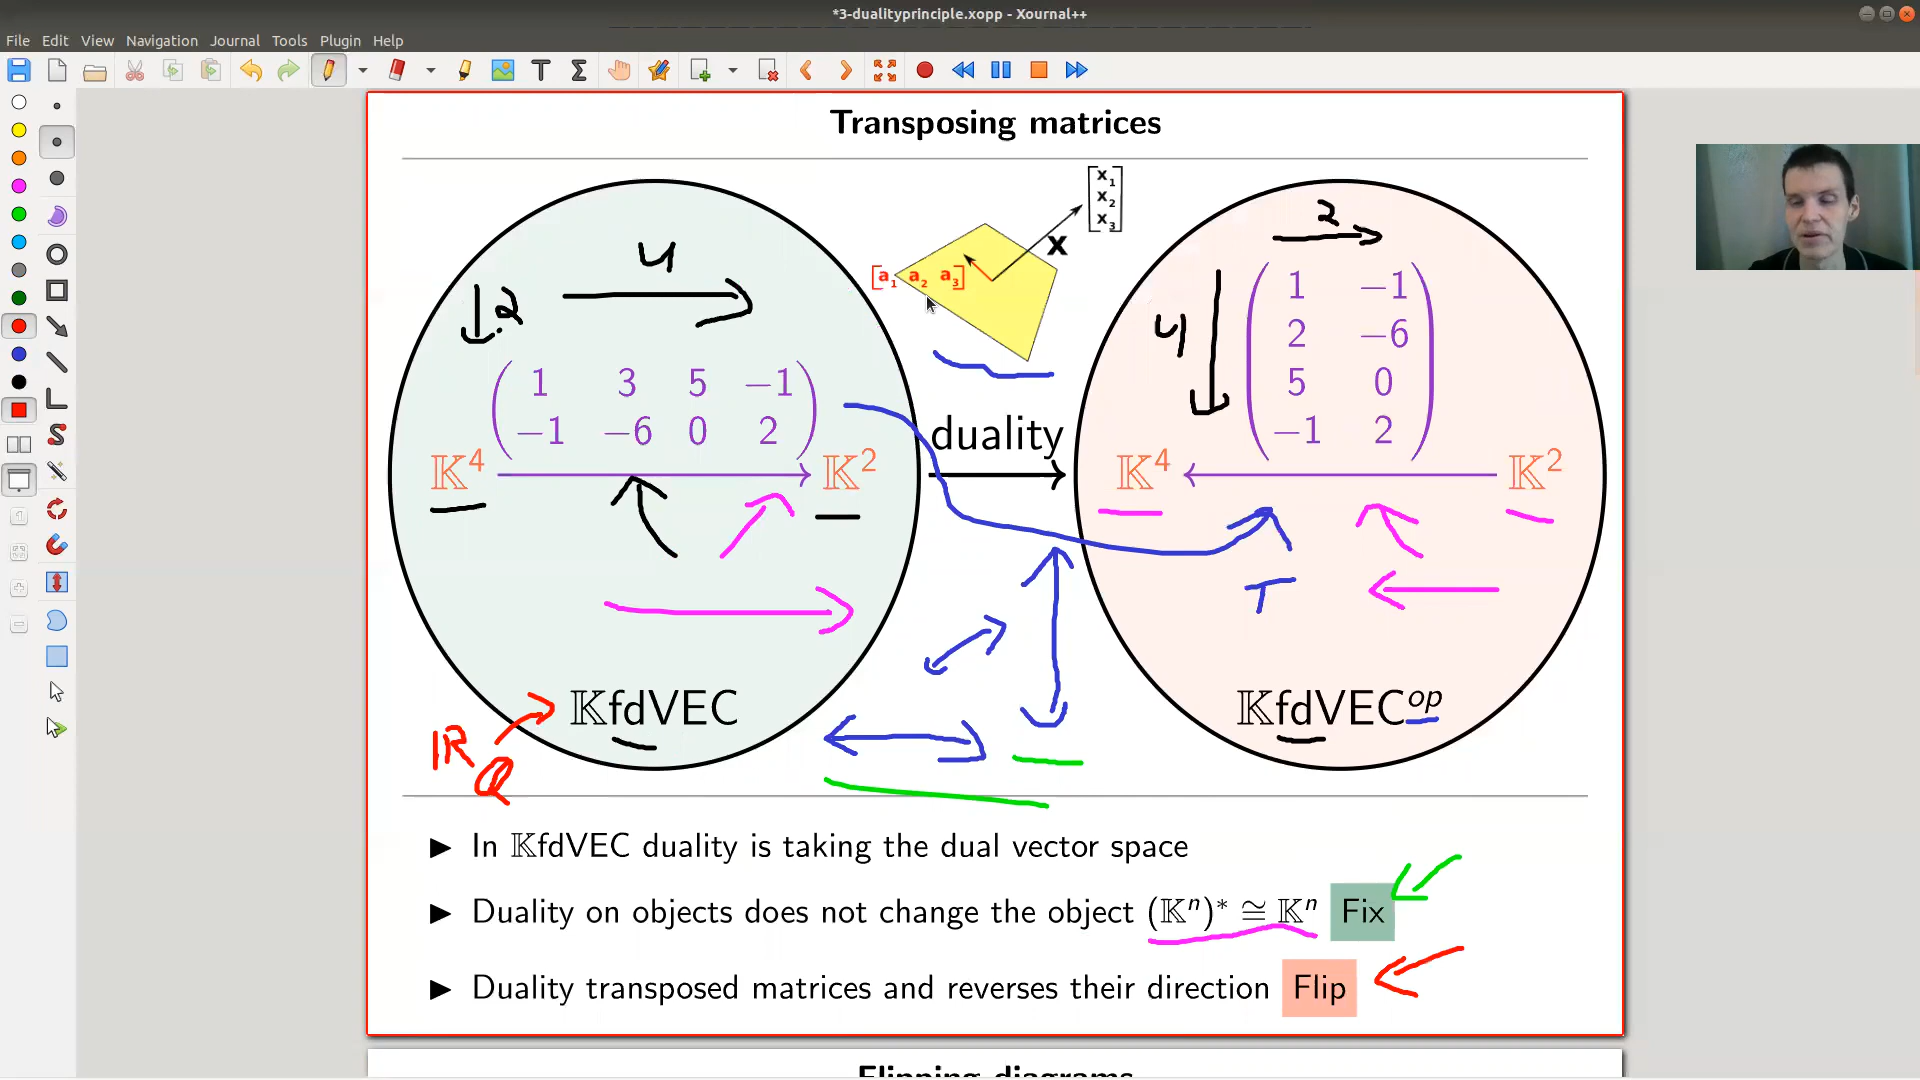 *3-dualityprinciple.xopp - Xournal++
File Edit View Navigation Journal Tools Plugin Help
Transposing matrices
x₁
x₂
x₃
x
[a₁ a₂ a₃]
4
2
2
4
1 3 5 −1
−1 −6 0 2
1 −1
2 −6
5 0
−1 2
duality
𝕂⁴ 𝕂²
𝕂⁴ 𝕂²
T
𝕂fdVEC
𝕂fdVECᵒᵖ
ℝ
Q
▶ In 𝕂fdVEC duality is taking the dual vector space
▶ Duality on objects does not change the object (𝕂ⁿ)* ≅ 𝕂ⁿ Fix
▶ Duality transposed matrices and reverses their direction Flip
Flipping diagrams